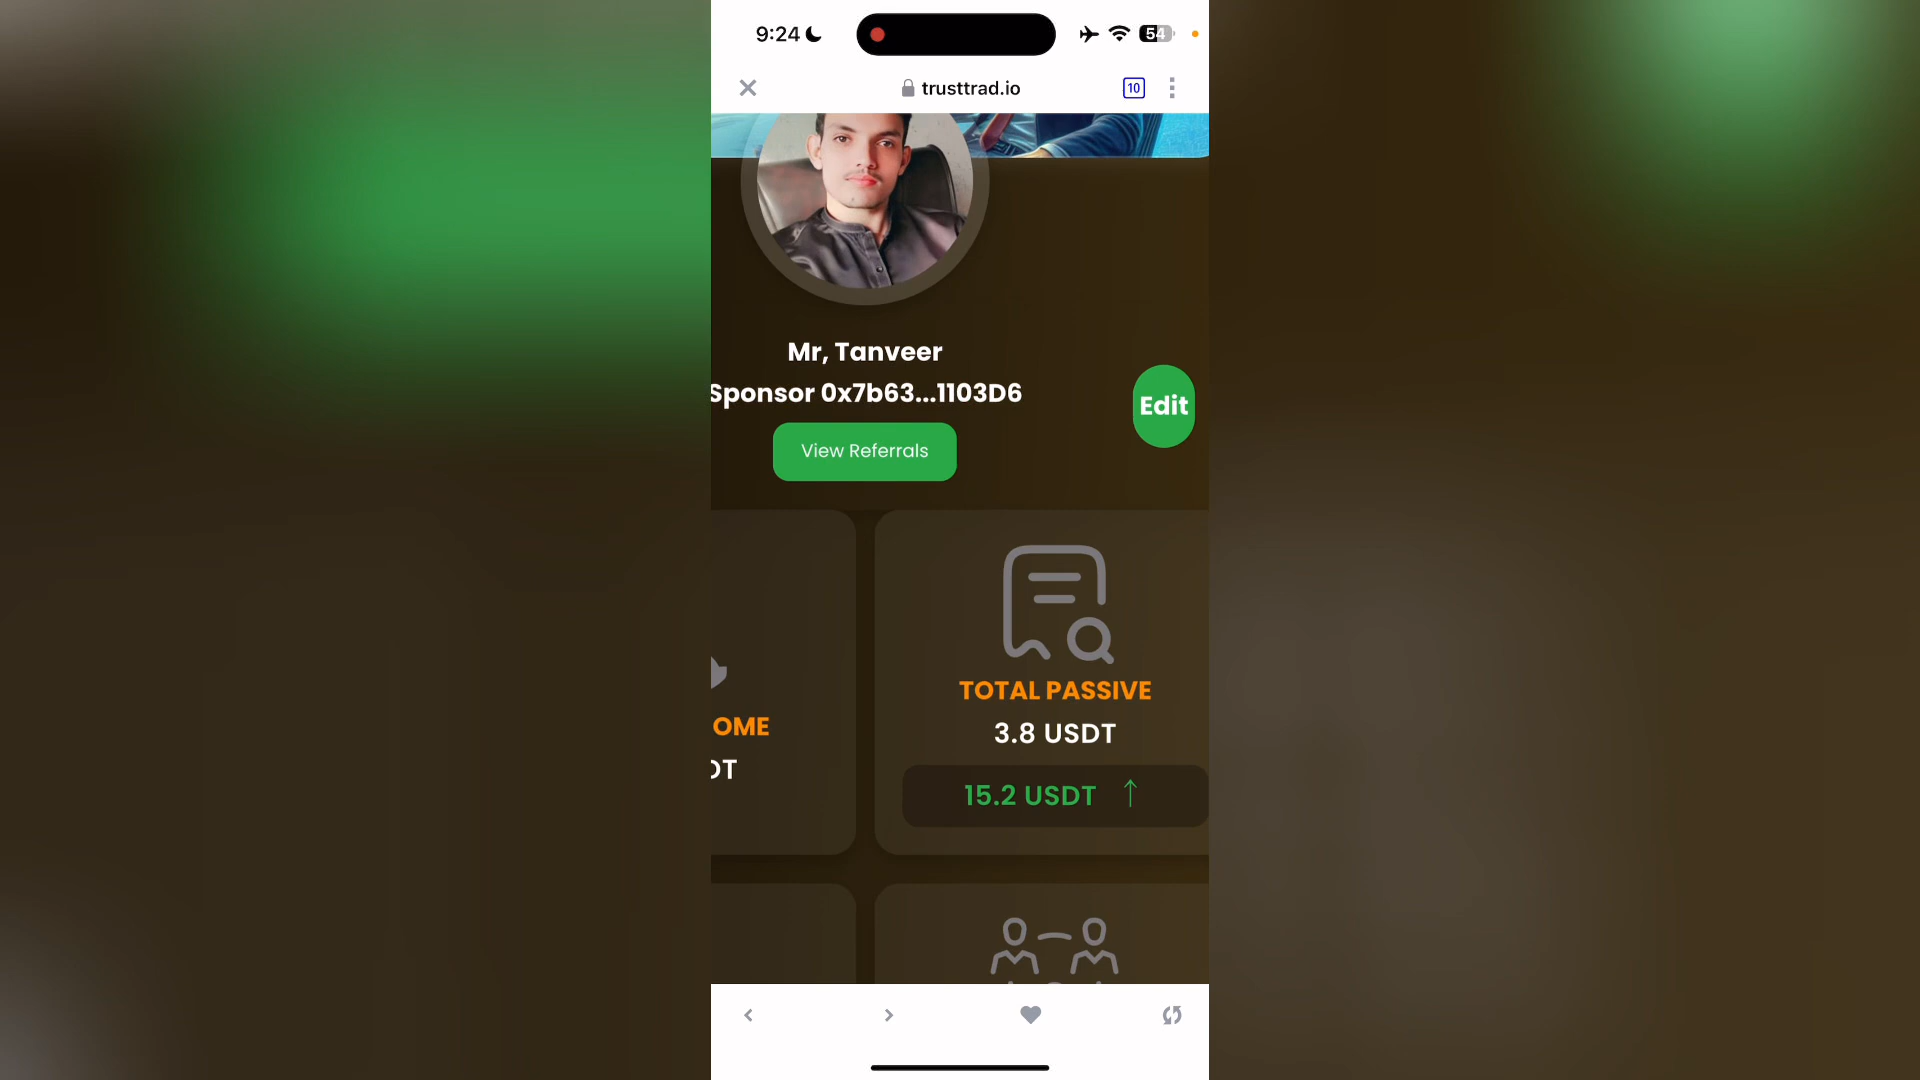 9:24
54
trusttrad.io
10
Mr, Tanveer
Sponsor 0x7b63...1103D6
Edit
View Referrals
TOTAL PASSIVE
3.8 USDT
OME
DT
15.2 USDT ↑